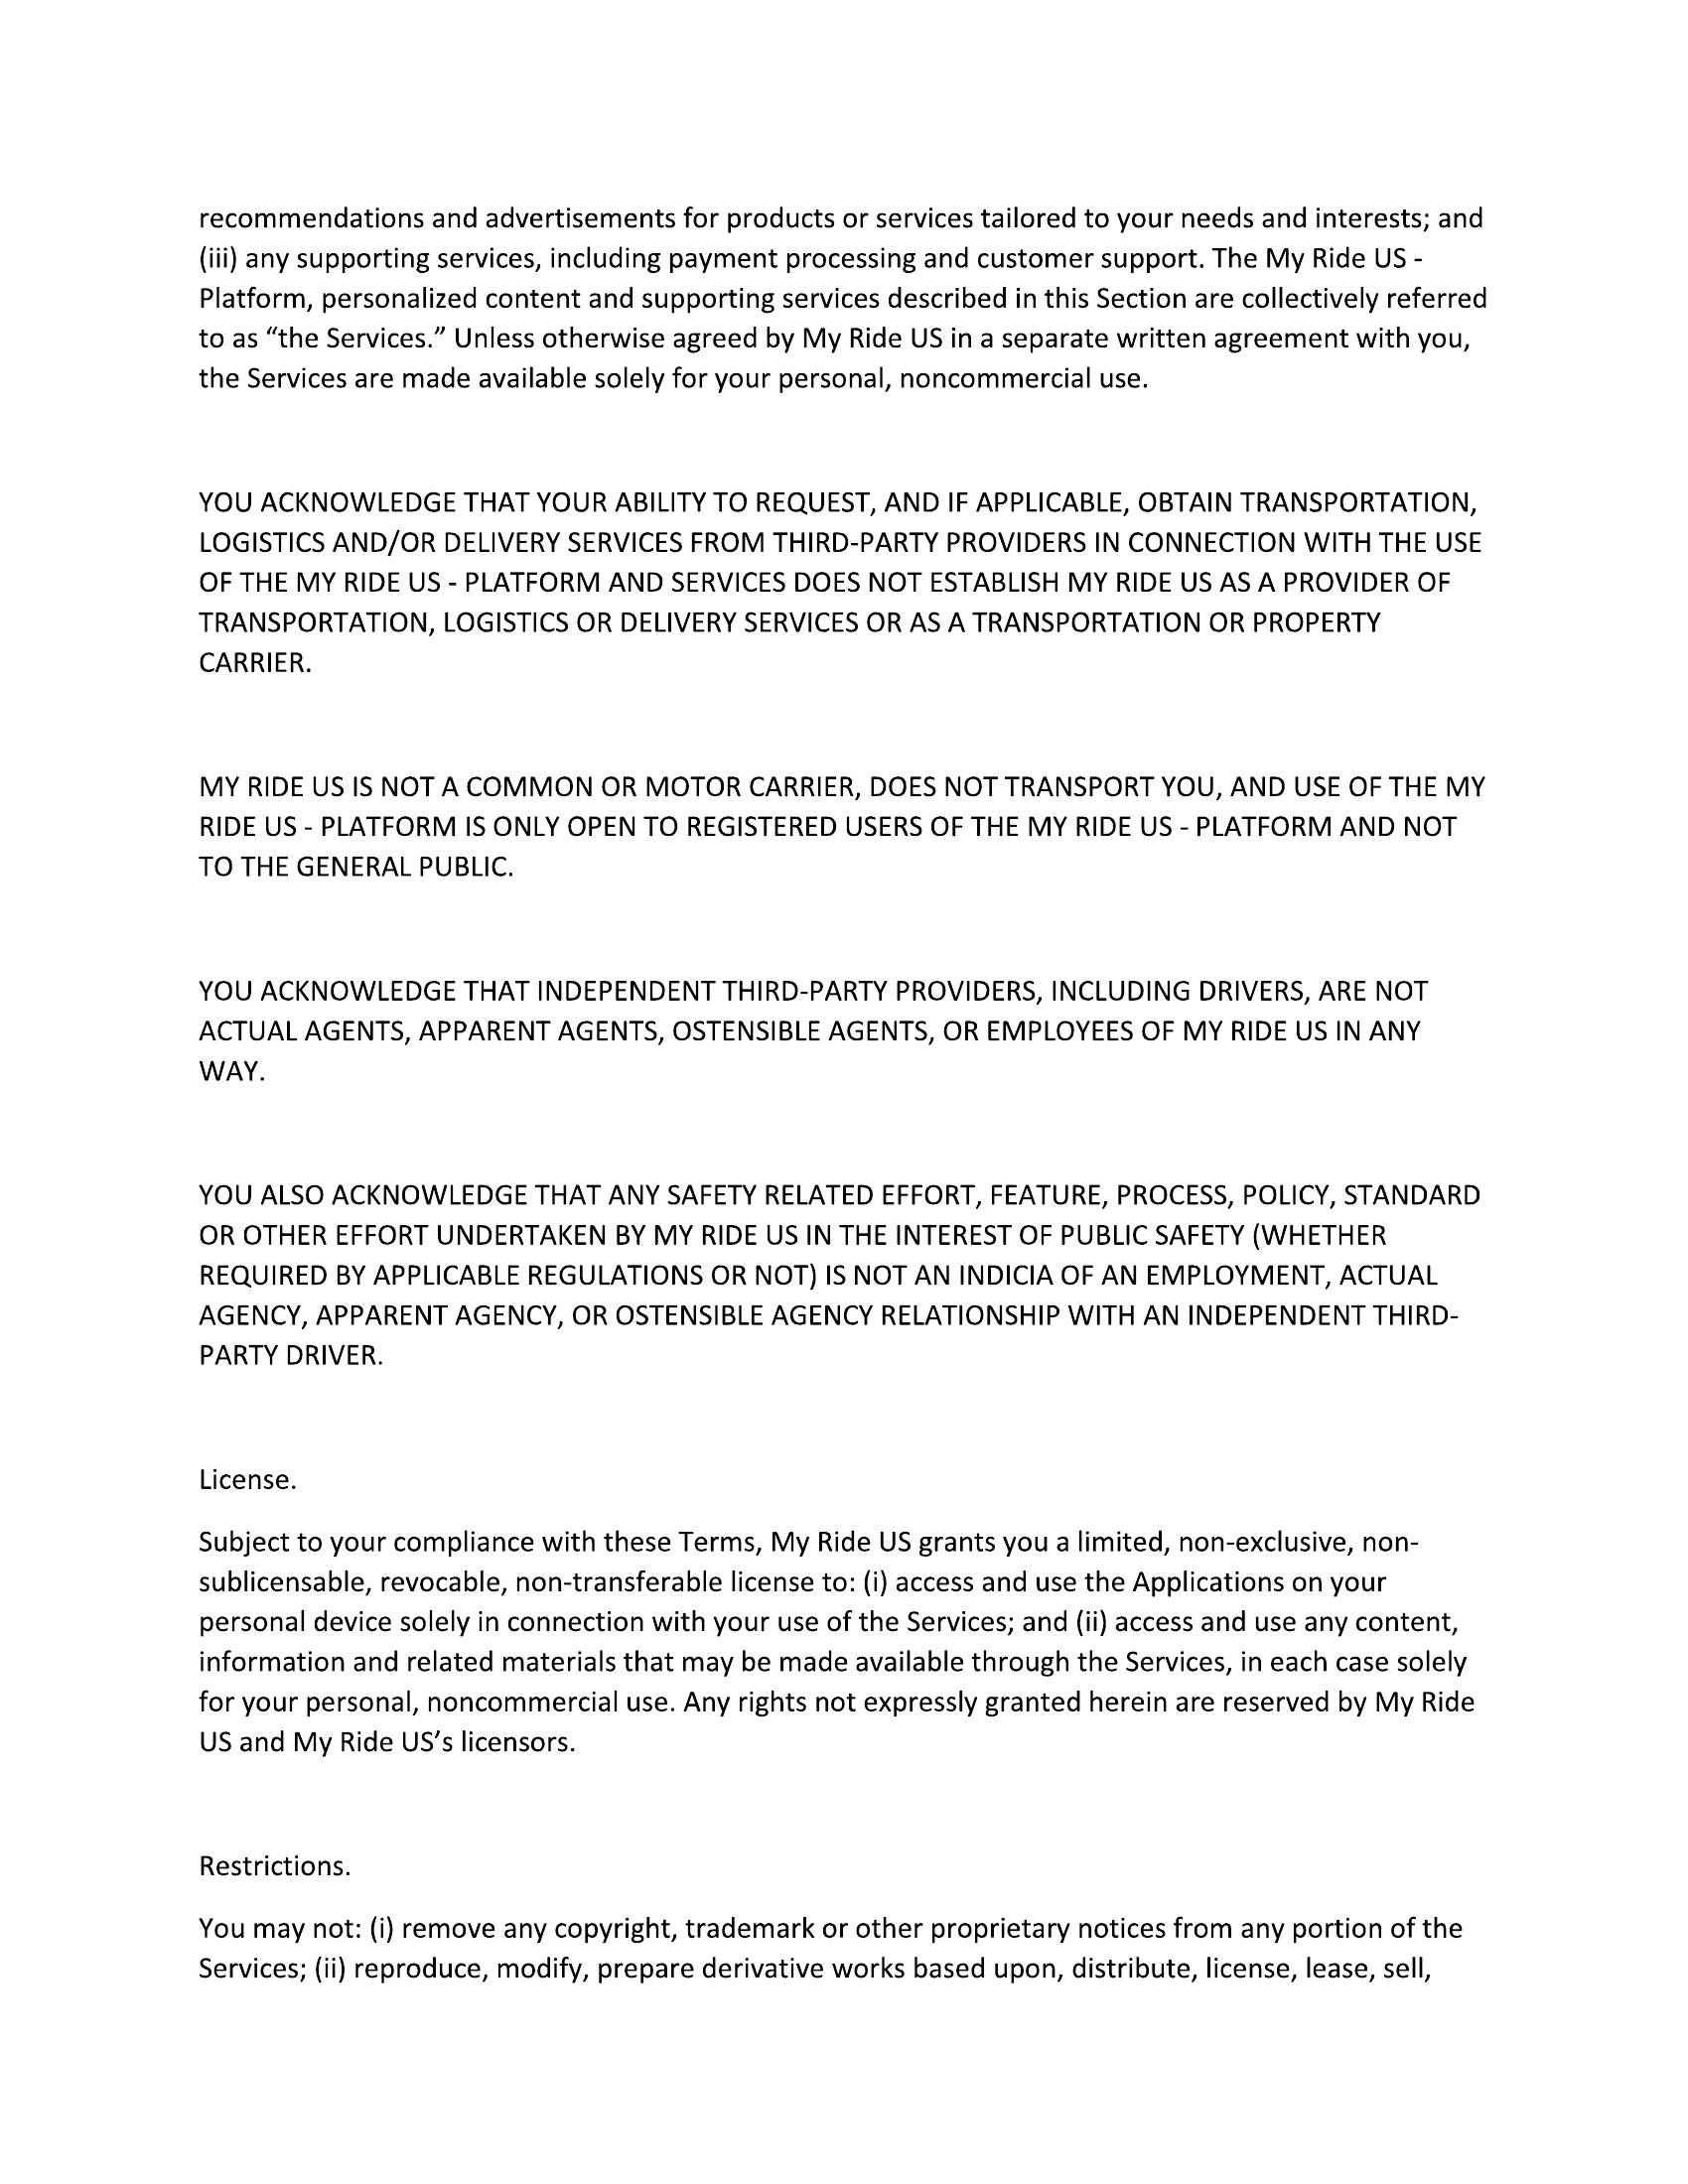 recommendations and advertisements for products or services tailored to your needs and interests; and
(iii) any supporting services, including payment processing and customer support. The My Ride US -
Platform, personalized content and supporting services described in this Section are collectively referred
to as “the Services.” Unless otherwise agreed by My Ride US in a separate written agreement with you,
the Services are made available solely for your personal, noncommercial use.
YOU ACKNOWLEDGE THAT YOUR ABILITY TO REQUEST, AND IF APPLICABLE, OBTAIN TRANSPORTATION,
LOGISTICS AND/OR DELIVERY SERVICES FROM THIRD-PARTY PROVIDERS IN CONNECTION WITH THE USE
OF THE MY RIDE US - PLATFORM AND SERVICES DOES NOT ESTABLISH MY RIDE US AS A PROVIDER OF
TRANSPORTATION, LOGISTICS OR DELIVERY SERVICES OR AS A TRANSPORTATION OR PROPERTY
CARRIER.
MY RIDE US IS NOT A COMMON OR MOTOR CARRIER, DOES NOT TRANSPORT YOU, AND USE OF THE MY
RIDE US - PLATFORM IS ONLY OPEN TO REGISTERED USERS OF THE MY RIDE US - PLATFORM AND NOT
TO THE GENERAL PUBLIC.
YOU ACKNOWLEDGE THAT INDEPENDENT THIRD-PARTY PROVIDERS, INCLUDING DRIVERS, ARE NOT
ACTUAL AGENTS, APPARENT AGENTS, OSTENSIBLE AGENTS, OR EMPLOYEES OF MY RIDE US IN ANY
WAY.
YOU ALSO ACKNOWLEDGE THAT ANY SAFETY RELATED EFFORT, FEATURE, PROCESS, POLICY, STANDARD
OR OTHER EFFORT UNDERTAKEN BY MY RIDE US IN THE INTEREST OF PUBLIC SAFETY (WHETHER
REQUIRED BY APPLICABLE REGULATIONS OR NOT) IS NOT AN INDICIA OF AN EMPLOYMENT, ACTUAL
AGENCY, APPARENT AGENCY, OR OSTENSIBLE AGENCY RELATIONSHIP WITH AN INDEPENDENT THIRD-
PARTY DRIVER.
License.
Subject to your compliance with these Terms, My Ride US grants you a limited, non-exclusive, non-
sublicensable, revocable, non-transferable license to: (i) access and use the Applications on your
personal device solely in connection with your use of the Services; and (ii) access and use any content,
information and related materials that may be made available through the Services, in each case solely
for your personal, noncommercial use. Any rights not expressly granted herein are reserved by My Ride
US and My Ride US’s licensors.
Restrictions.
You may not: (i) remove any copyright, trademark or other proprietary notices from any portion of the
Services; (ii) reproduce, modify, prepare derivative works based upon, distribute, license, lease, sell,